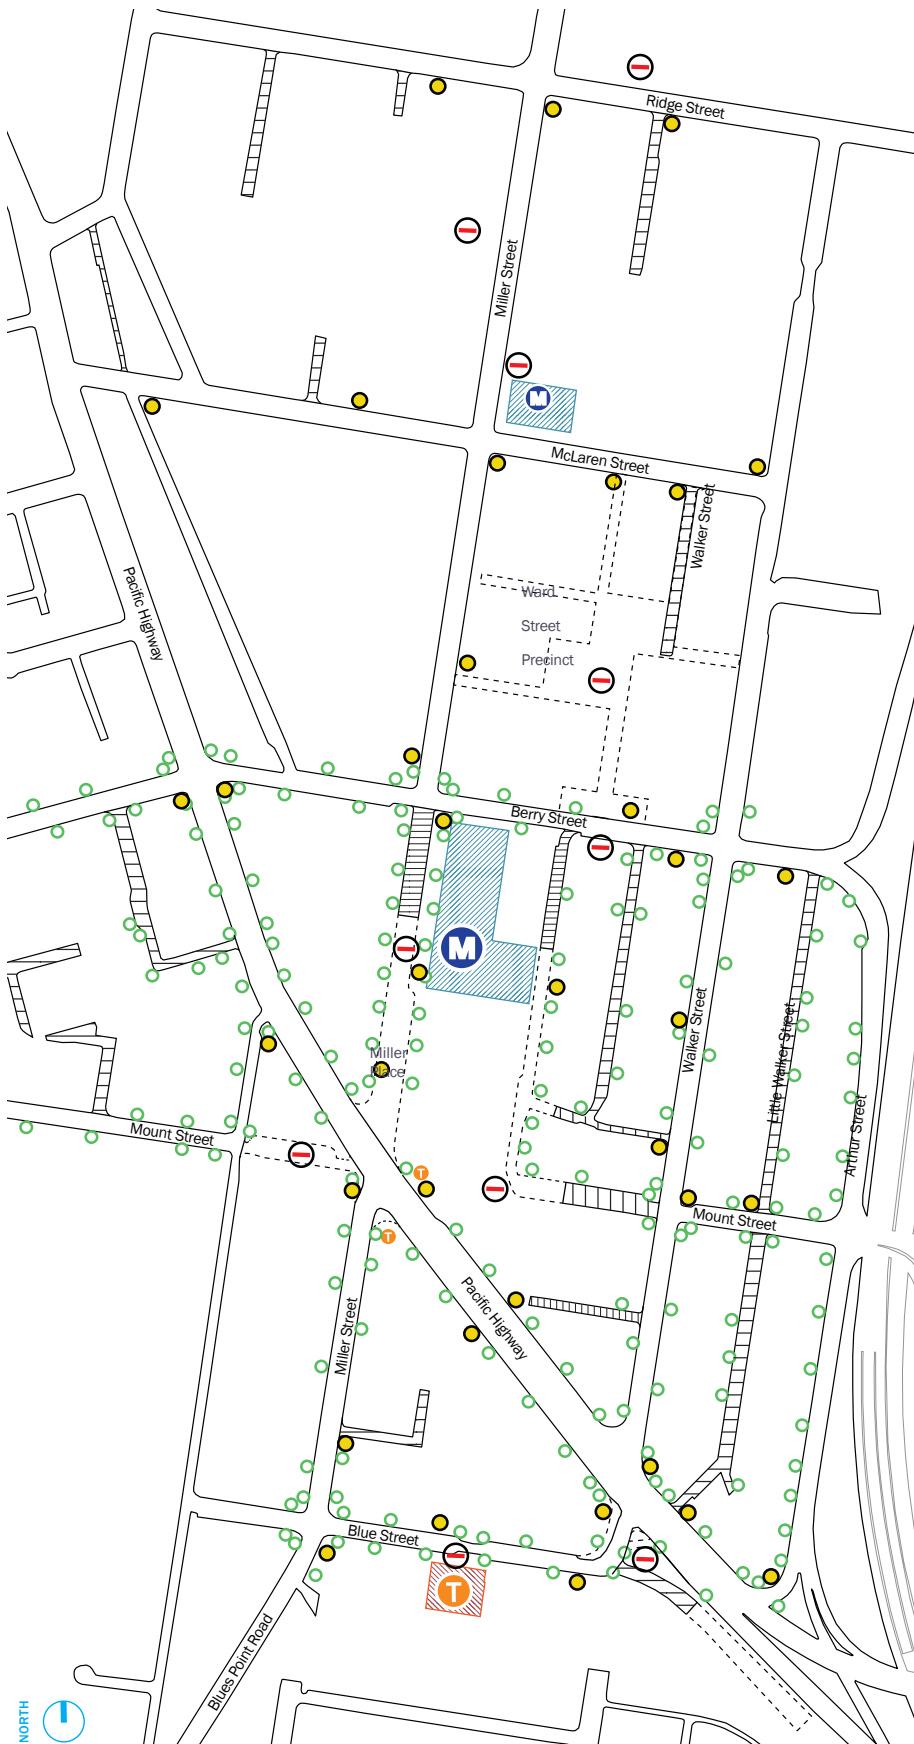 Ridge Street
Miller Street
M
McLaren Street
Walker Street
Pacific Highway
Ward
Street
Precinct
Berry Street
M
Walker Street
Little Walker Street
Miller
Place
Arthur Street
Mount Street
T
Mount Street
T
Pacific Highway
Miller Street
Blue Street
T
Blues Point Road
NORTH